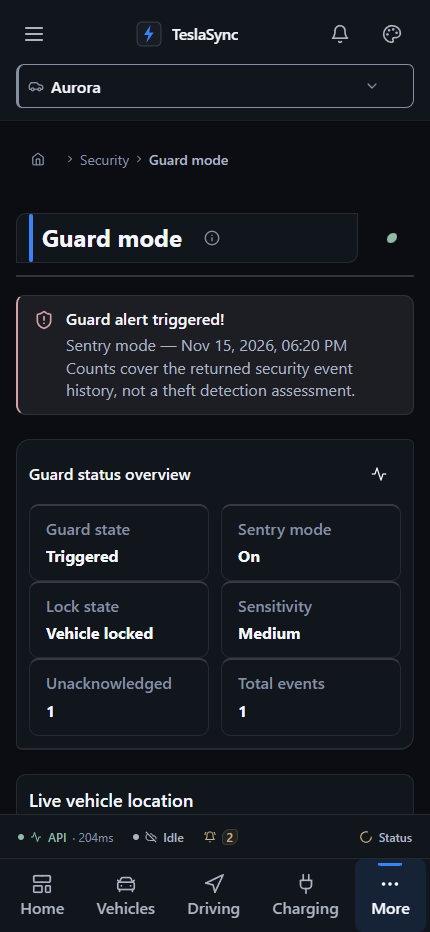 TeslaSync
Aurora
Security
Guard mode
Guard mode
Guard alert triggered!
Sentry mode — Nov 15, 2026, 06:20 PM
Counts cover the returned security event
history, not a theft detection assessment.
Guard status overview
Guard state
Triggered
Sentry mode
On
Lock state
Vehicle locked
Sensitivity
Medium
Unacknowledged
1
Total events
1
Live vehicle location
API · 204ms
Idle
2
Status
Home
Vehicles
Driving
Charging
More